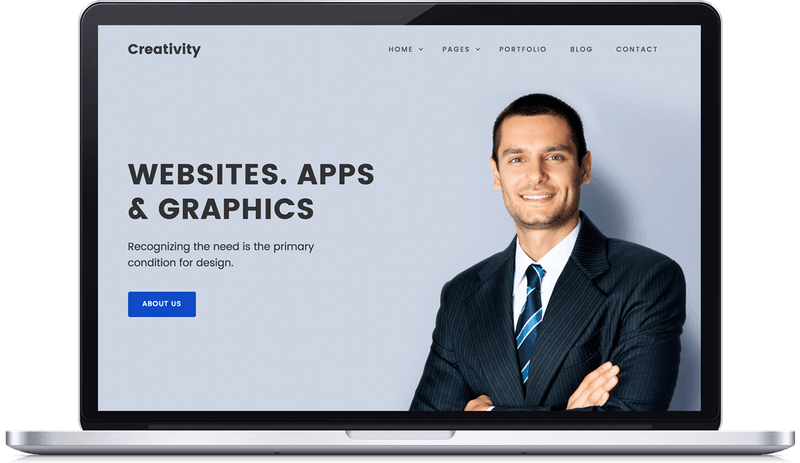 Creativity
HOME PAGES PORTFOLIO BLOG CONTACT
WEBSITES. APPS
& GRAPHICS
Recognizing the need is the primary
condition for design.
ABOUT US